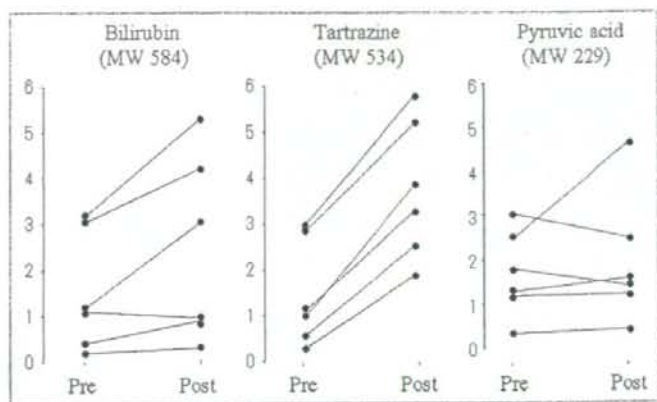 Bilirubin
(MW 584)
Tartrazine
(MW 534)
Pyruvic acid
(MW 229)
6
5
4
3
2
1
0
6
5
4
3
2
1
0
6
5
4
3
2
1
0
Pre
Post
Pre
Post
Pre
Post